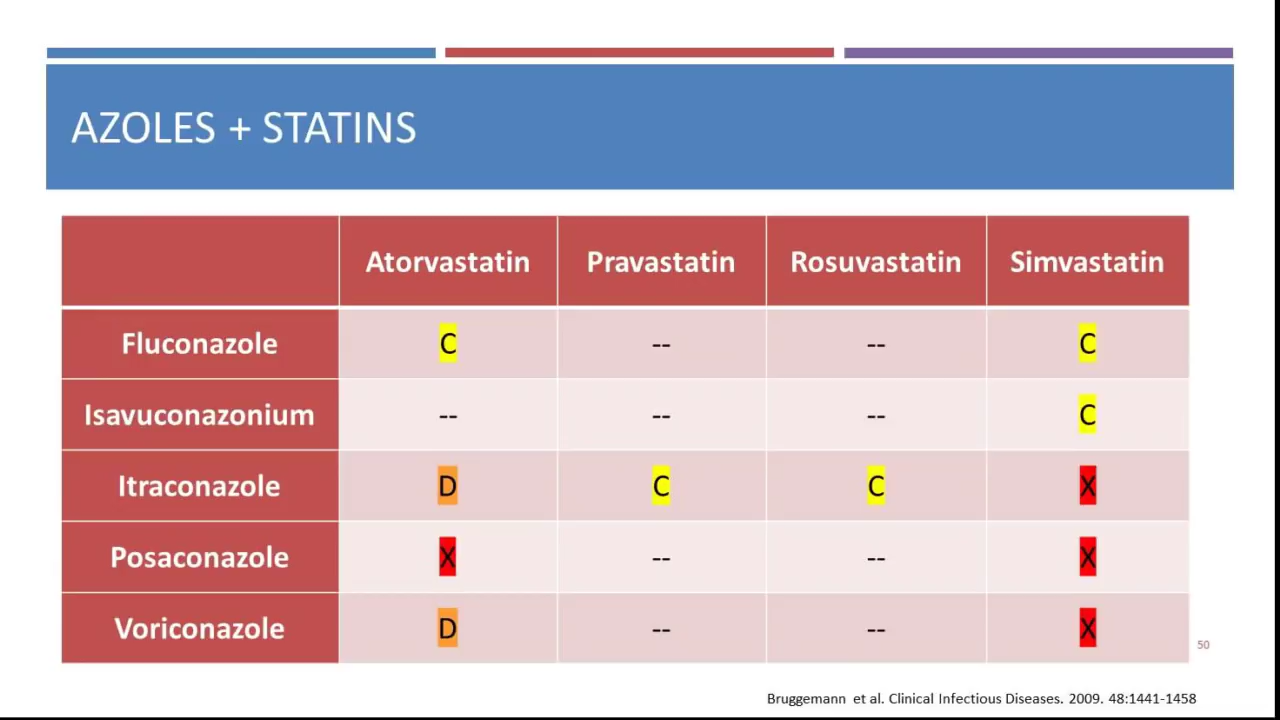 AZOLES + STATINS
Atorvastatin Pravastatin Rosuvastatin Simvastatin
Fluconazole C -- -- C
Isavuconazonium -- -- -- C
Itraconazole D C C X
Posaconazole X -- -- X
Voriconazole D -- -- X
50
Bruggemann et al. Clinical Infectious Diseases. 2009. 48:1441-1458